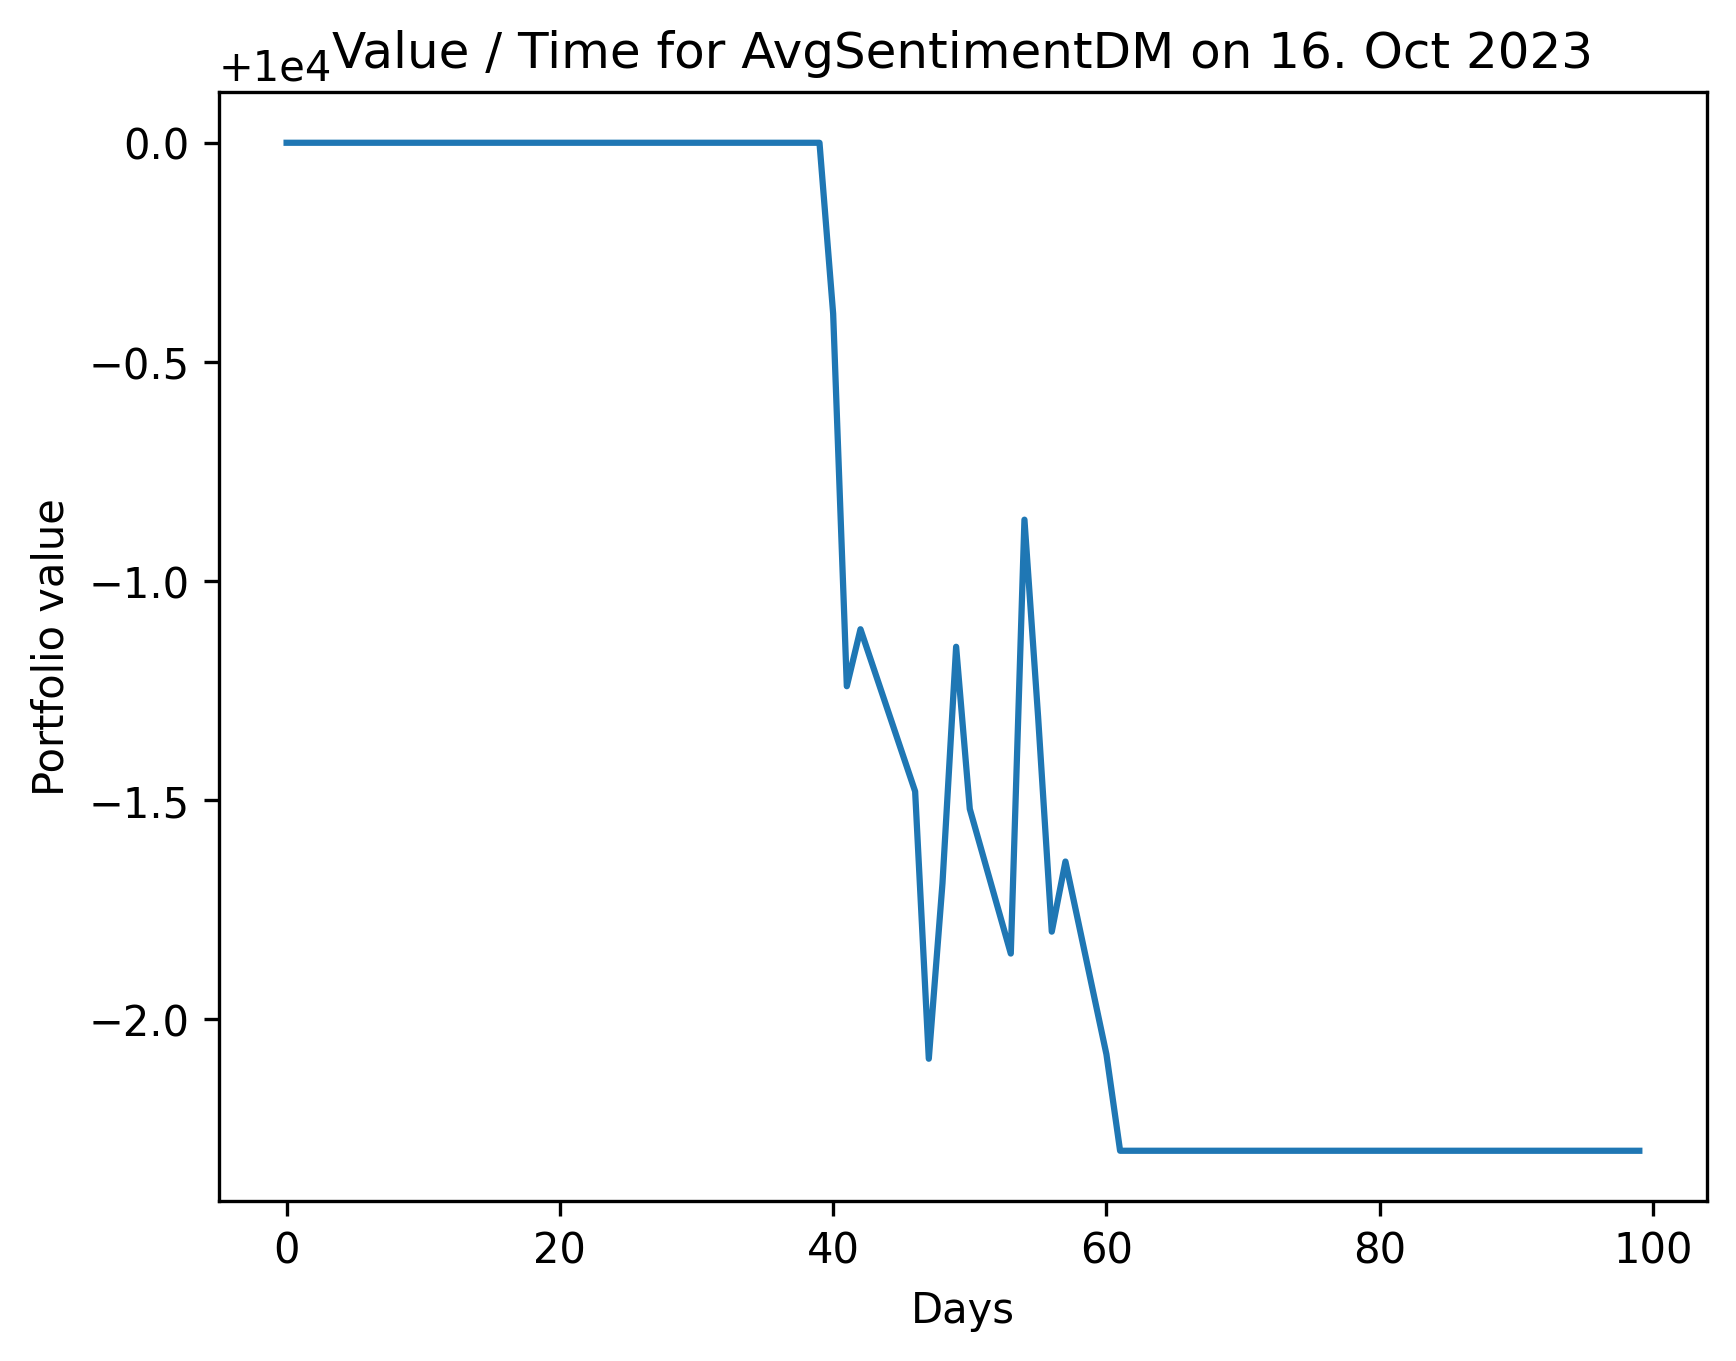 Value / Time for AvgSentimentDM on 16. Oct 2023
+1e4
0.0
−0.5
−1.0
−1.5
−2.0
Portfolio value
0 20 40 60 80 100
Days